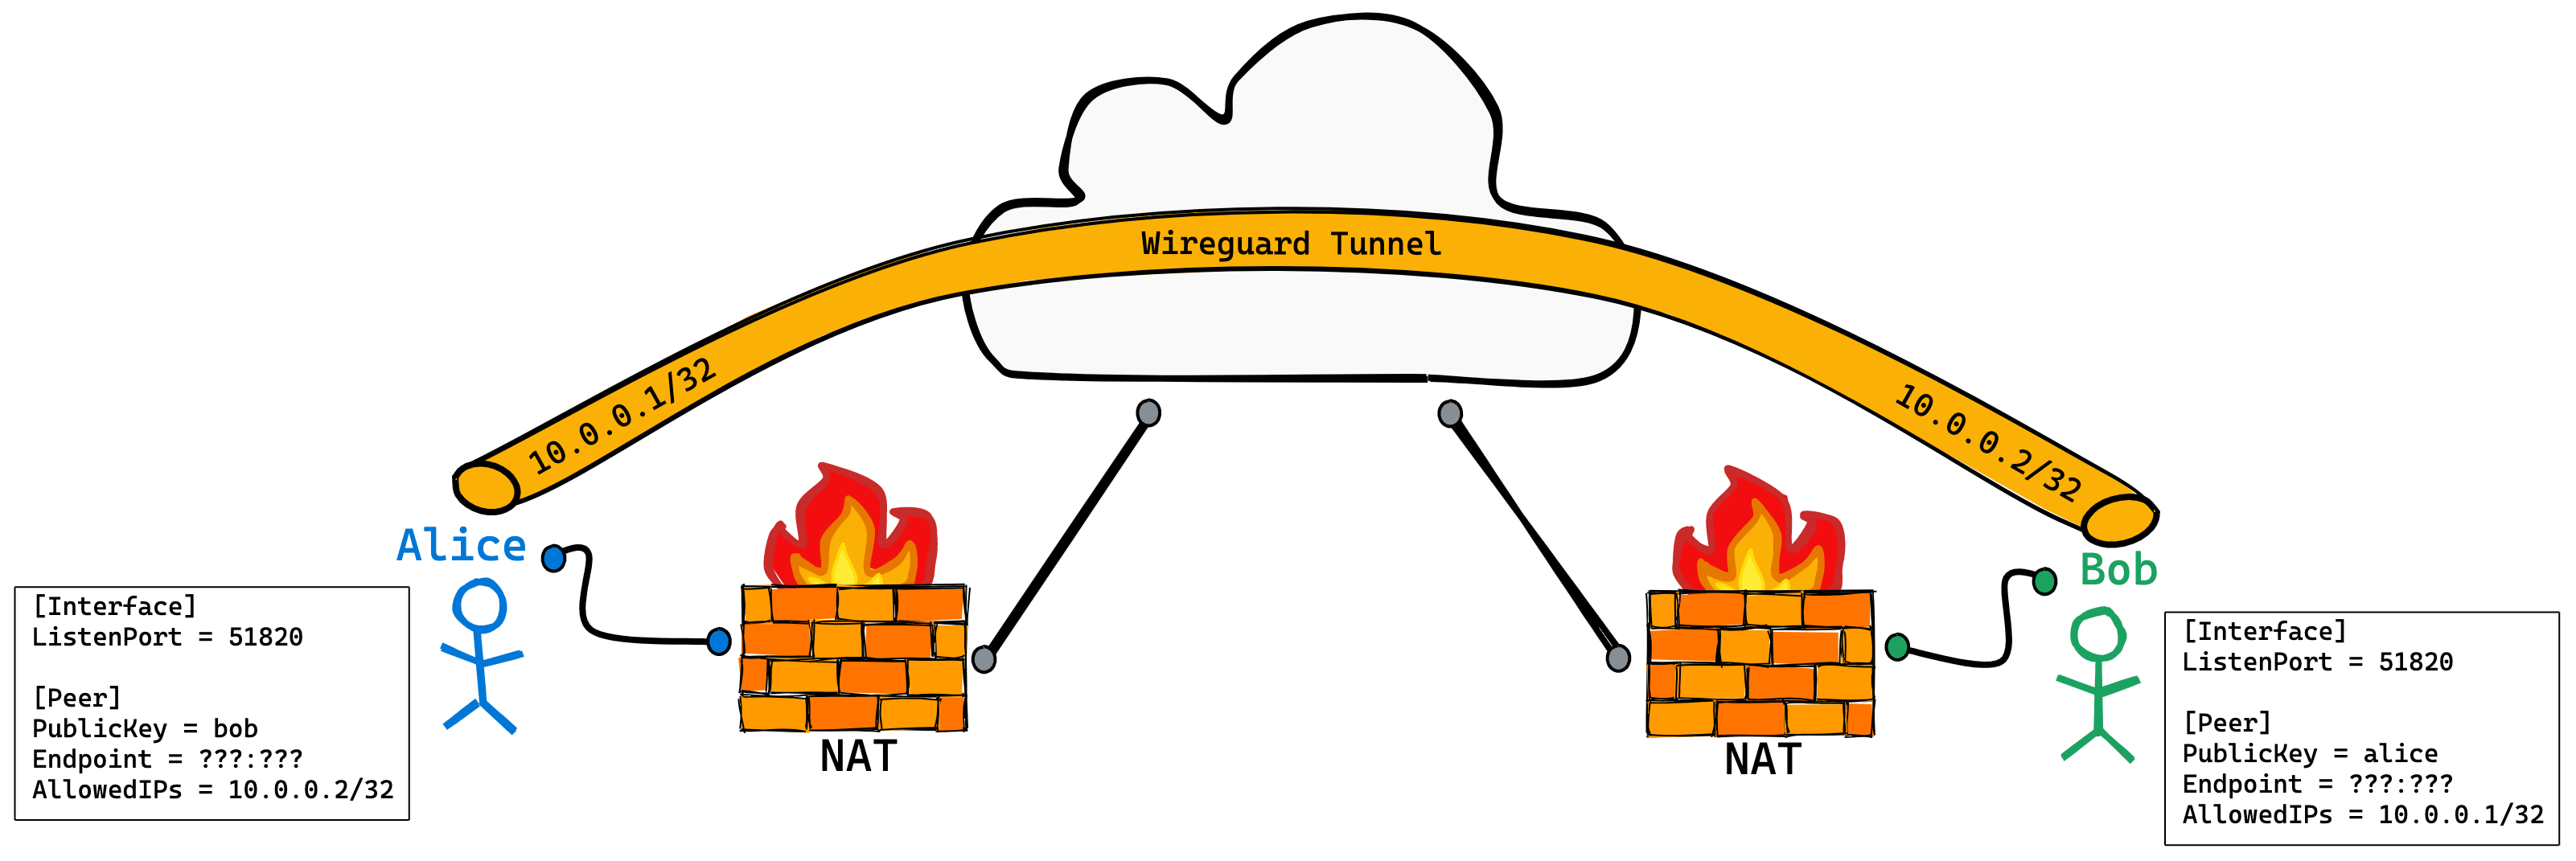 Wireguard Tunnel
10.0.0.1/32
10.0.0.2/32
Alice
Bob
[Interface]
ListenPort = 51820
[Peer]
PublicKey = bob
Endpoint = ???:???
AllowedIPs = 10.0.0.2/32
NAT
NAT
[Interface]
ListenPort = 51820
[Peer]
PublicKey = alice
Endpoint = ???:???
AllowedIPs = 10.0.0.1/32